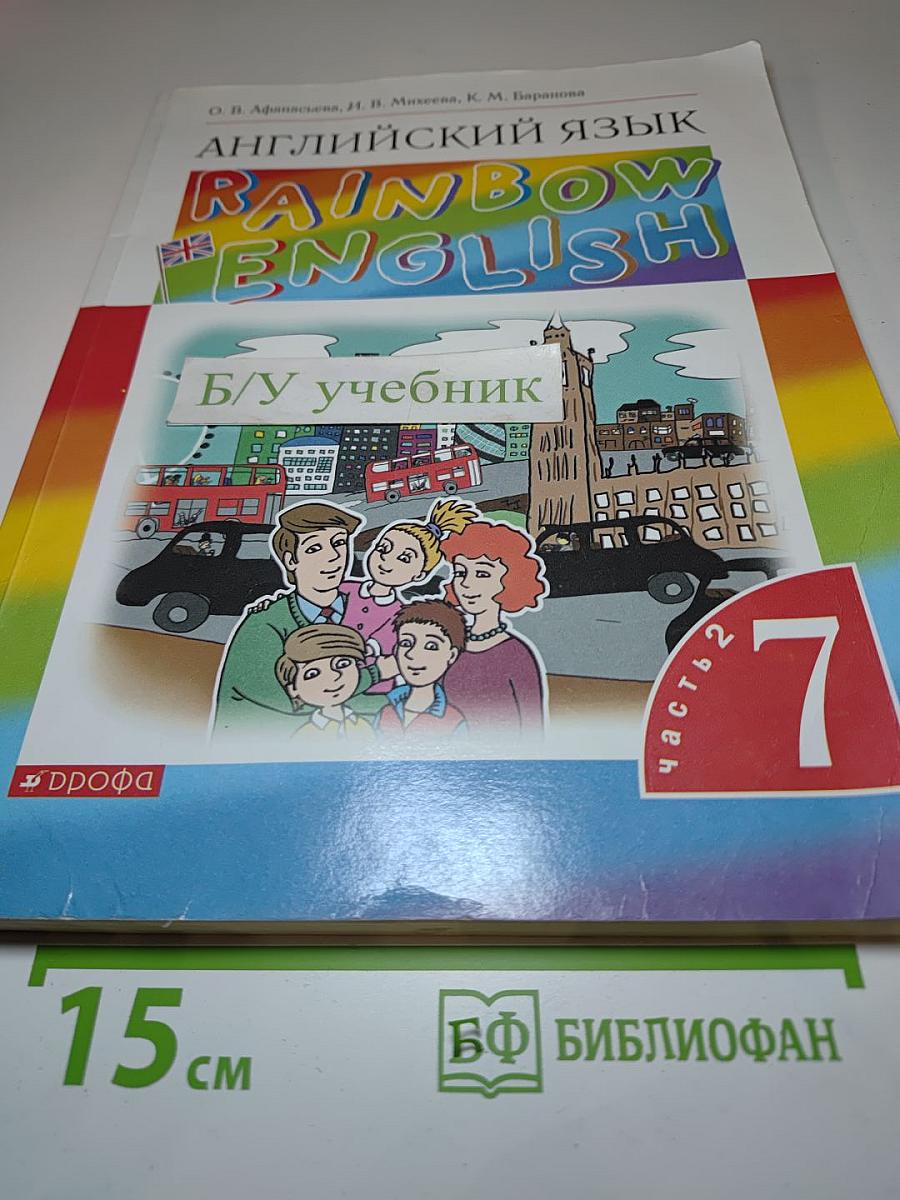 О. В. Афанасьева, И. В. Михеева, К. М. Баранова
АНГЛИЙСКИЙ ЯЗЫК
RAINBOW
ENGLISH
Б/У учебник
часть 2
7
дрофа
15 см
БФ БИБЛИОФАН